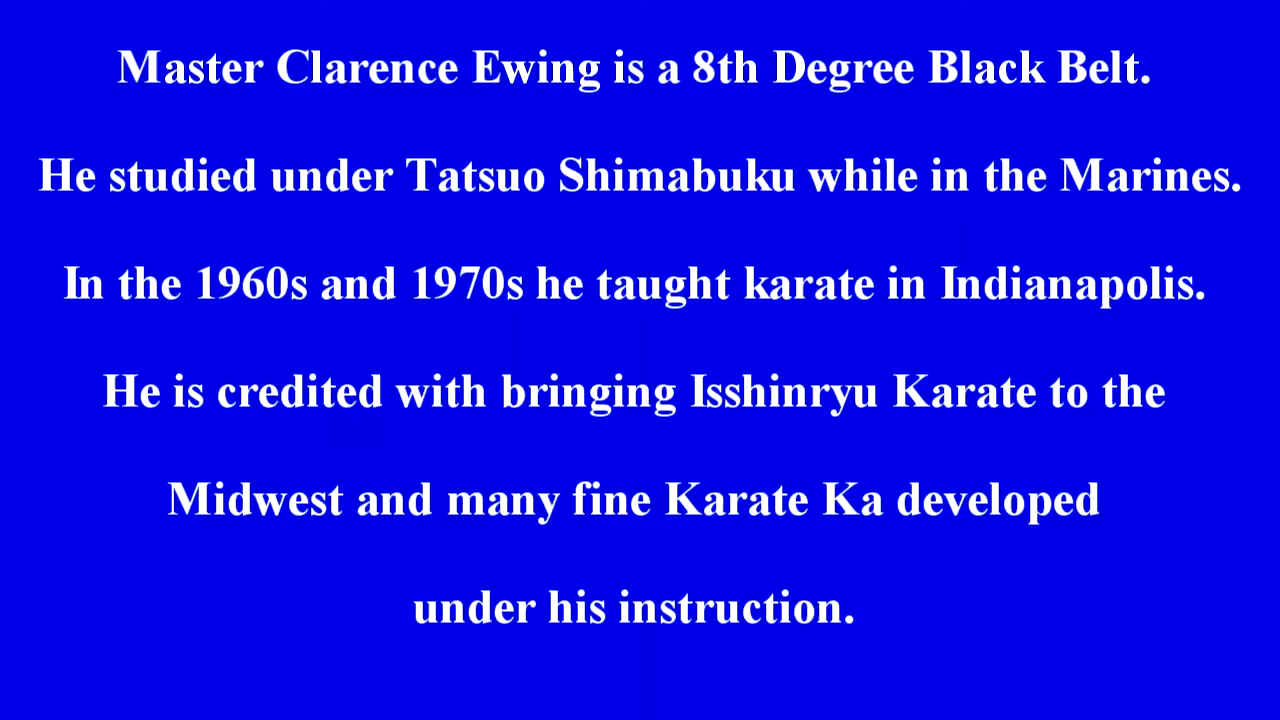 Master Clarence Ewing is a 8th Degree Black Belt.
He studied under Tatsuo Shimabuku while in the Marines.
In the 1960s and 1970s he taught karate in Indianapolis.
He is credited with bringing Isshinryu Karate to the
Midwest and many fine Karate Ka developed
under his instruction.